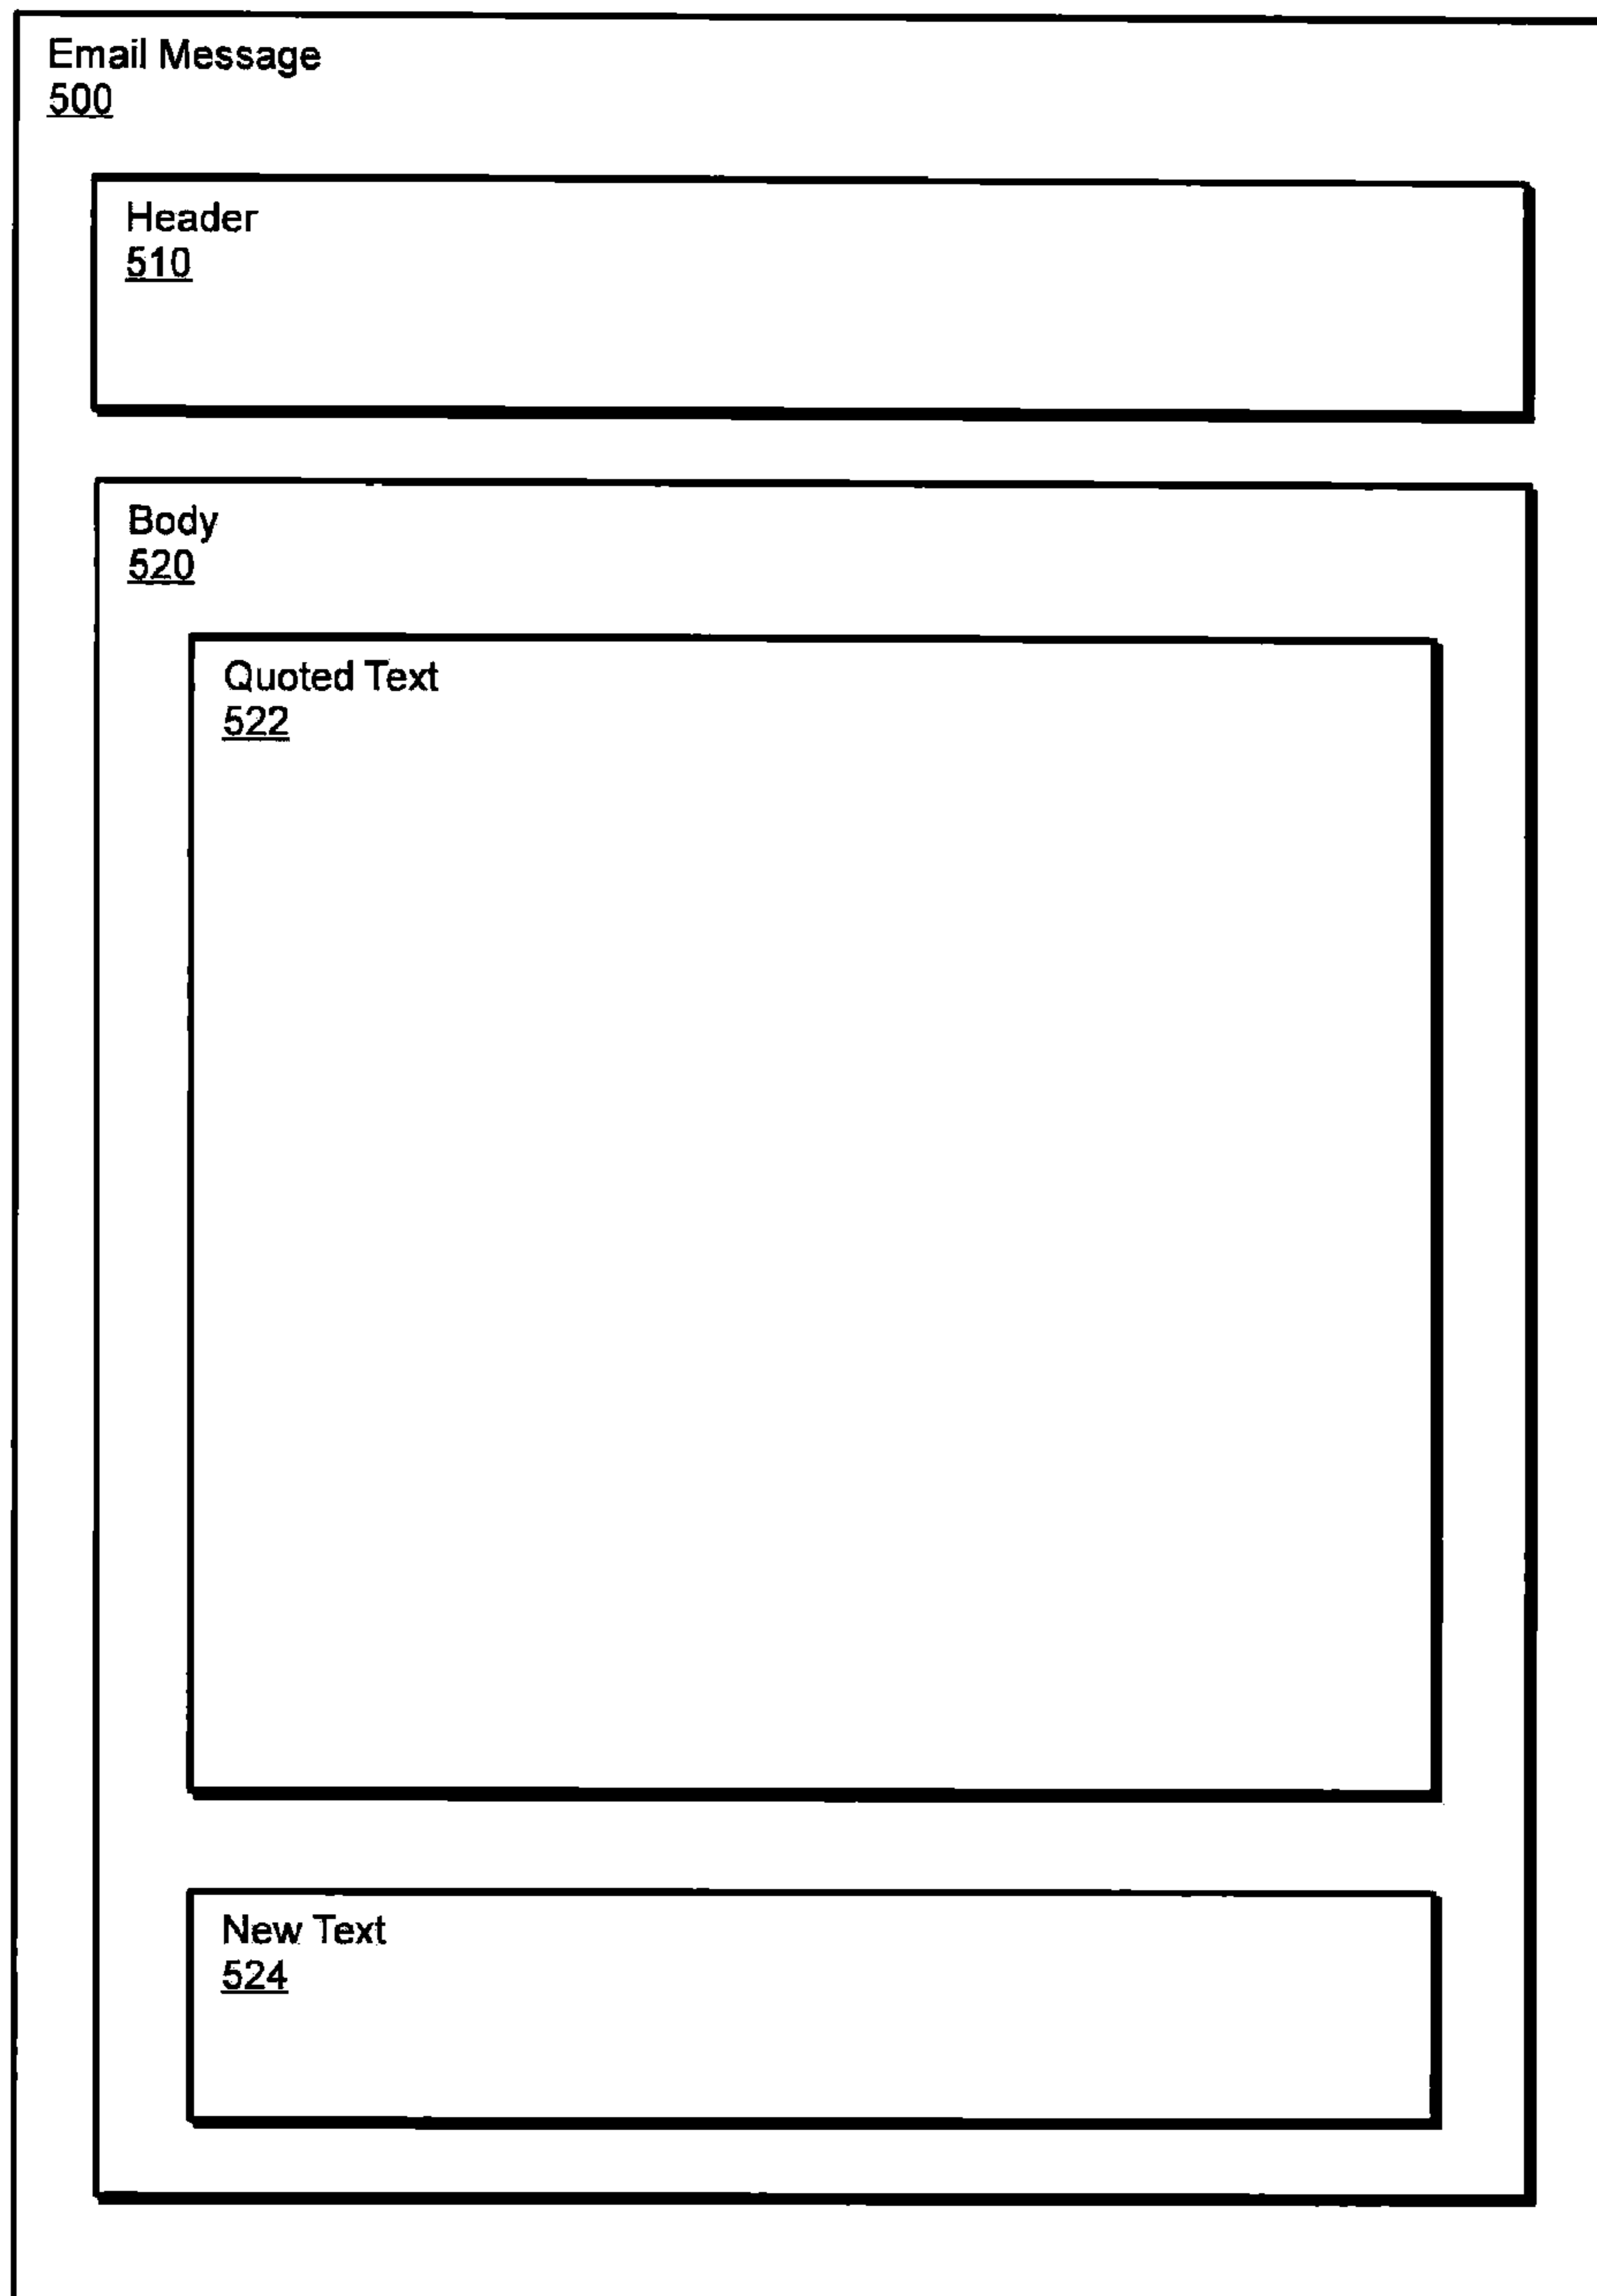 Email Message
500
Header
510
Body
520
Quoted Text
522
New Text
524